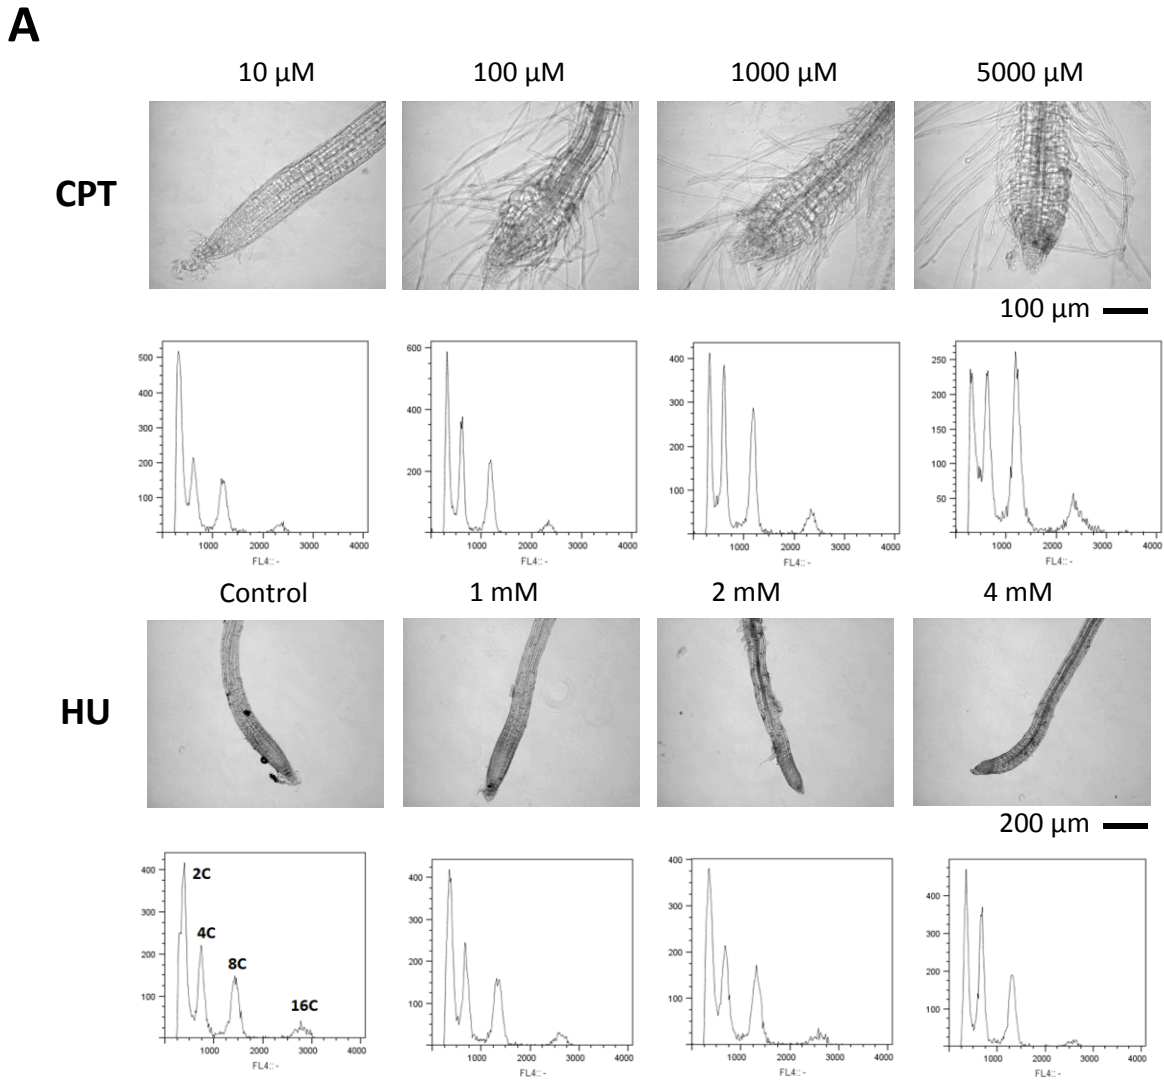 A
10 µM 100 µM 1000 µM 5000 µM
CPT
100 µm
500 400 300 200 100
1000 2000 3000 4000
FL4:: -
600 400 200
1000 2000 3000 4000
FL4:: -
400 300 200 100
1000 2000 3000 4000
FL4:: -
250 200 150 100 50
1000 2000 3000 4000
FL4:: -
Control 1 mM 2 mM 4 mM
HU
200 µm
400 300 200 100
2C
4C
8C
16C
1000 2000 3000 4000
FL4:: -
400 300 200 100
1000 2000 3000 4000
FL4:: -
400 300 200 100
1000 2000 3000 4000
FL4:: -
400 300 200 100
1000 2000 3000 4000
FL4:: -